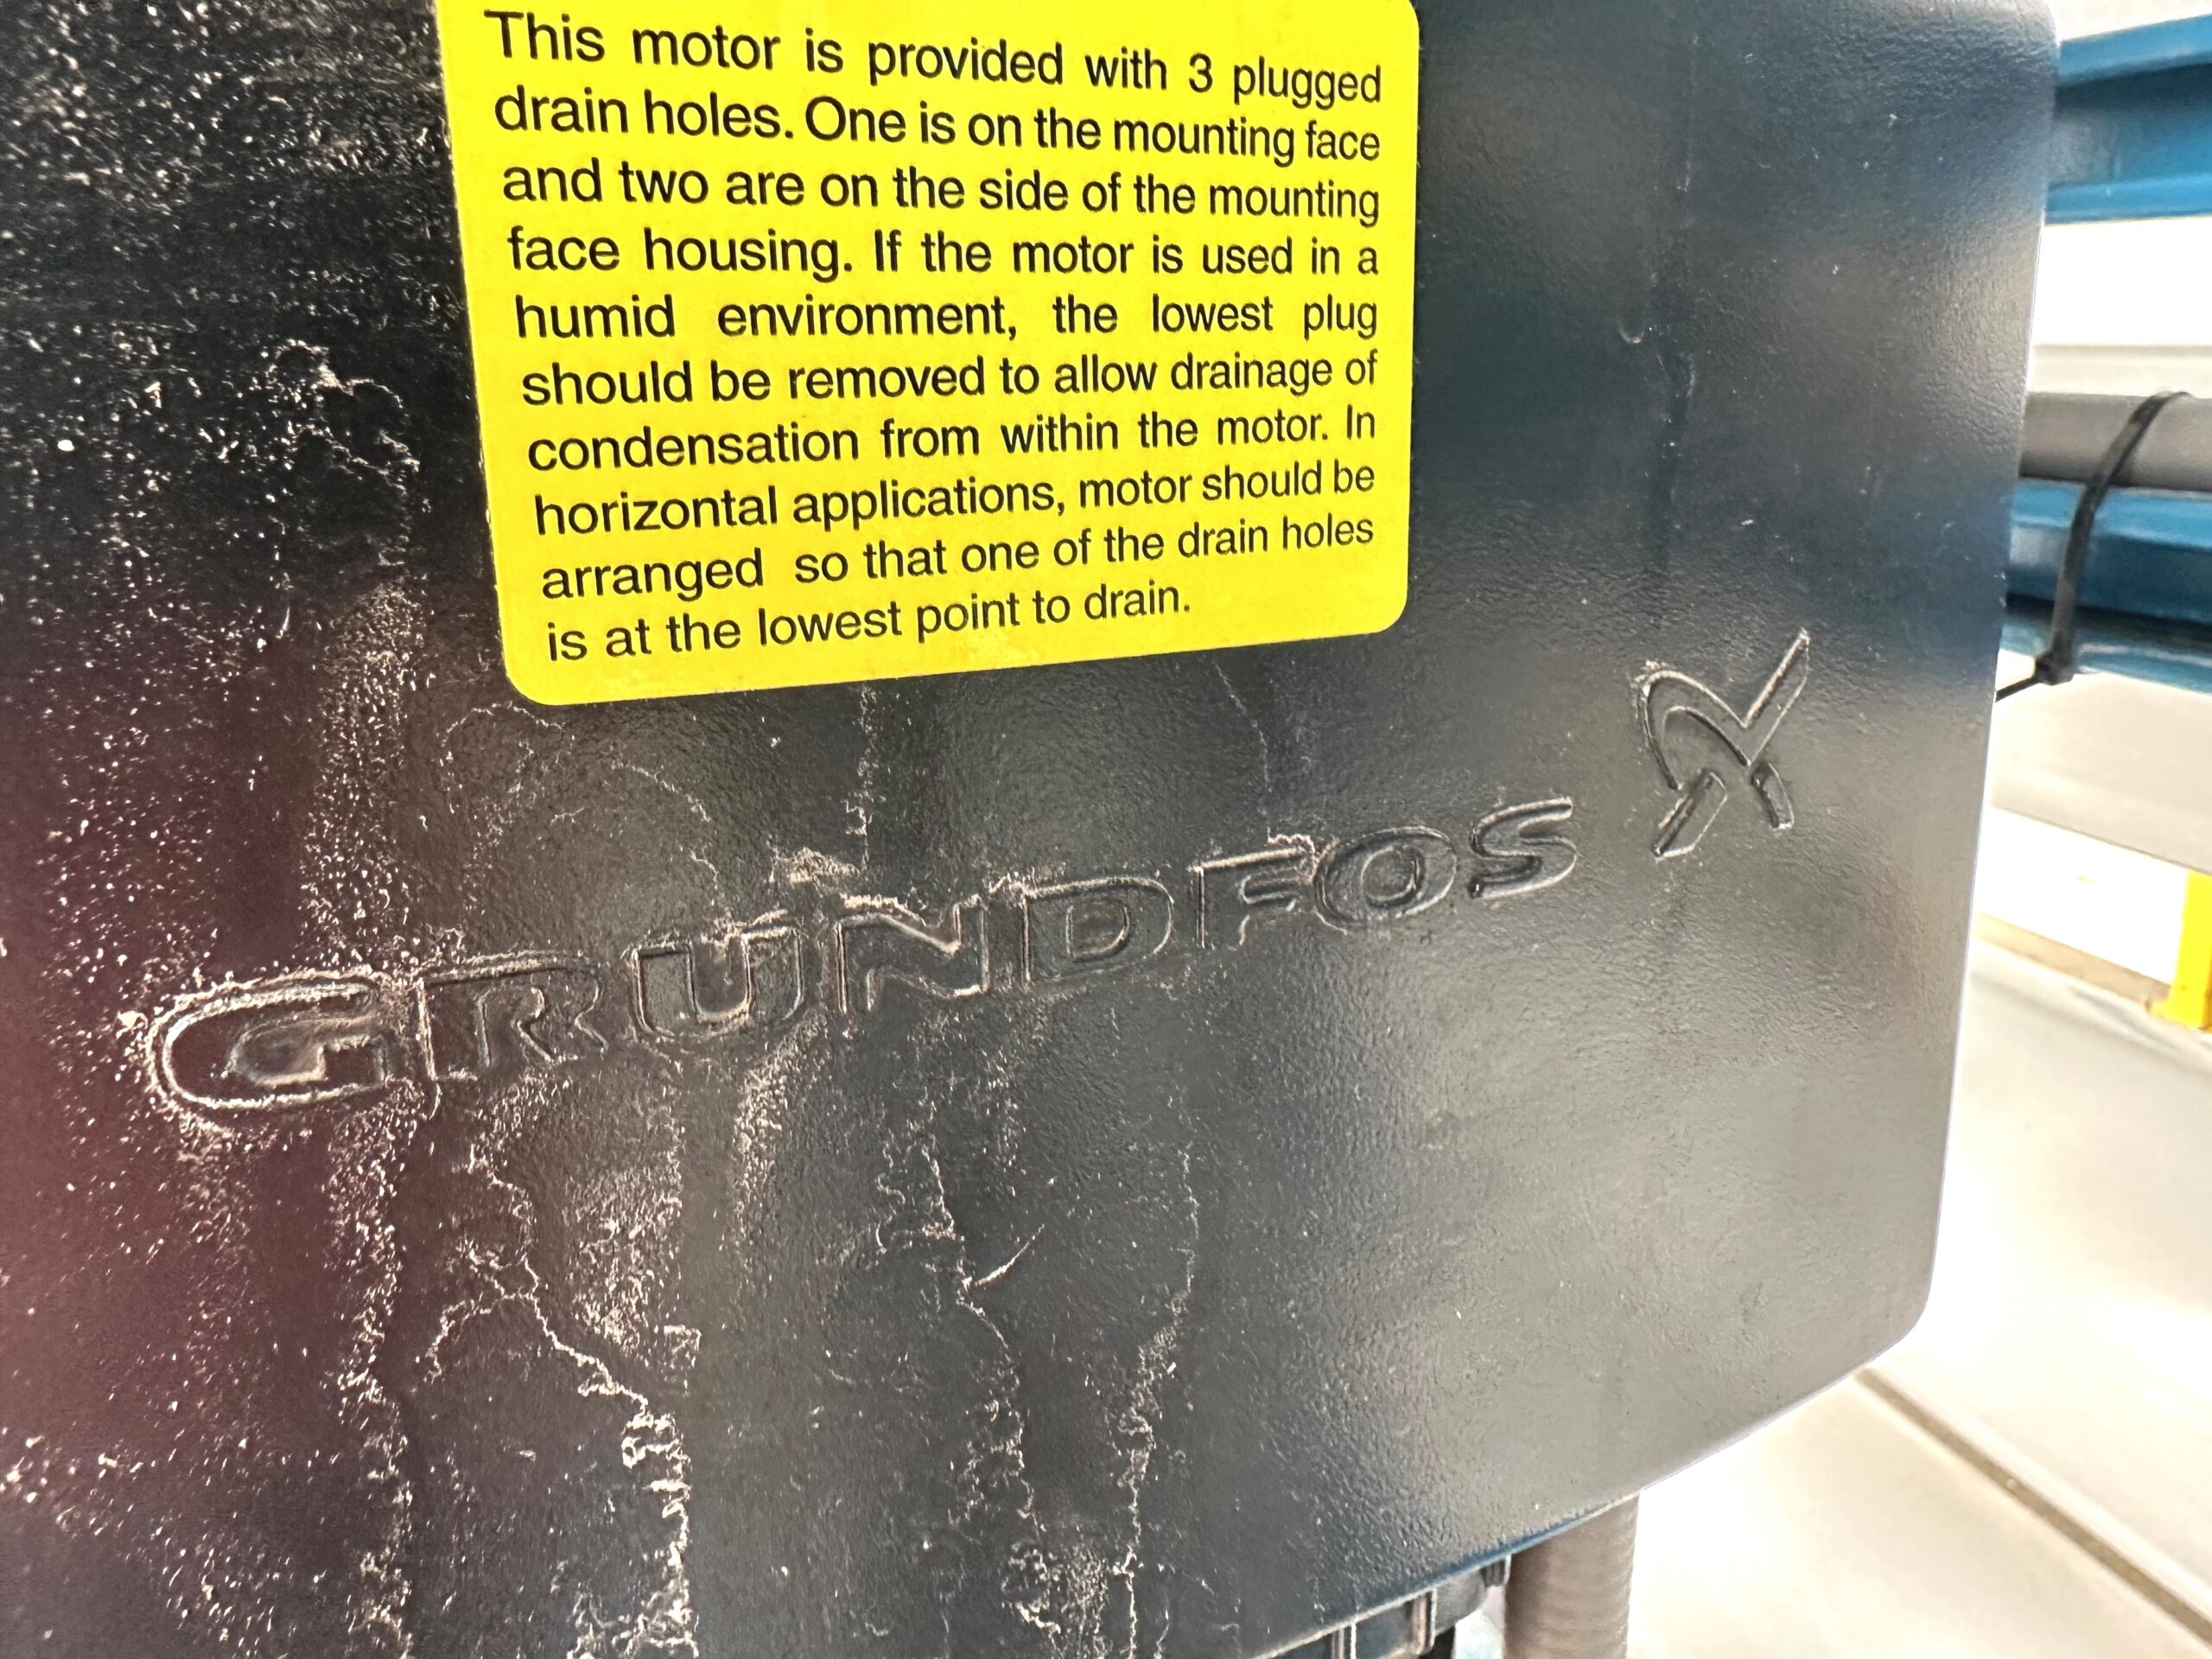 This motor is provided with 3 plugged
drain holes. One is on the mounting face
and two are on the side of the mounting
face housing. If the motor is used in a
humid environment, the lowest plug
should be removed to allow drainage of
condensation from within the motor. In
horizontal applications, motor should be
arranged so that one of the drain holes
is at the lowest point to drain.
GRUNDFOS